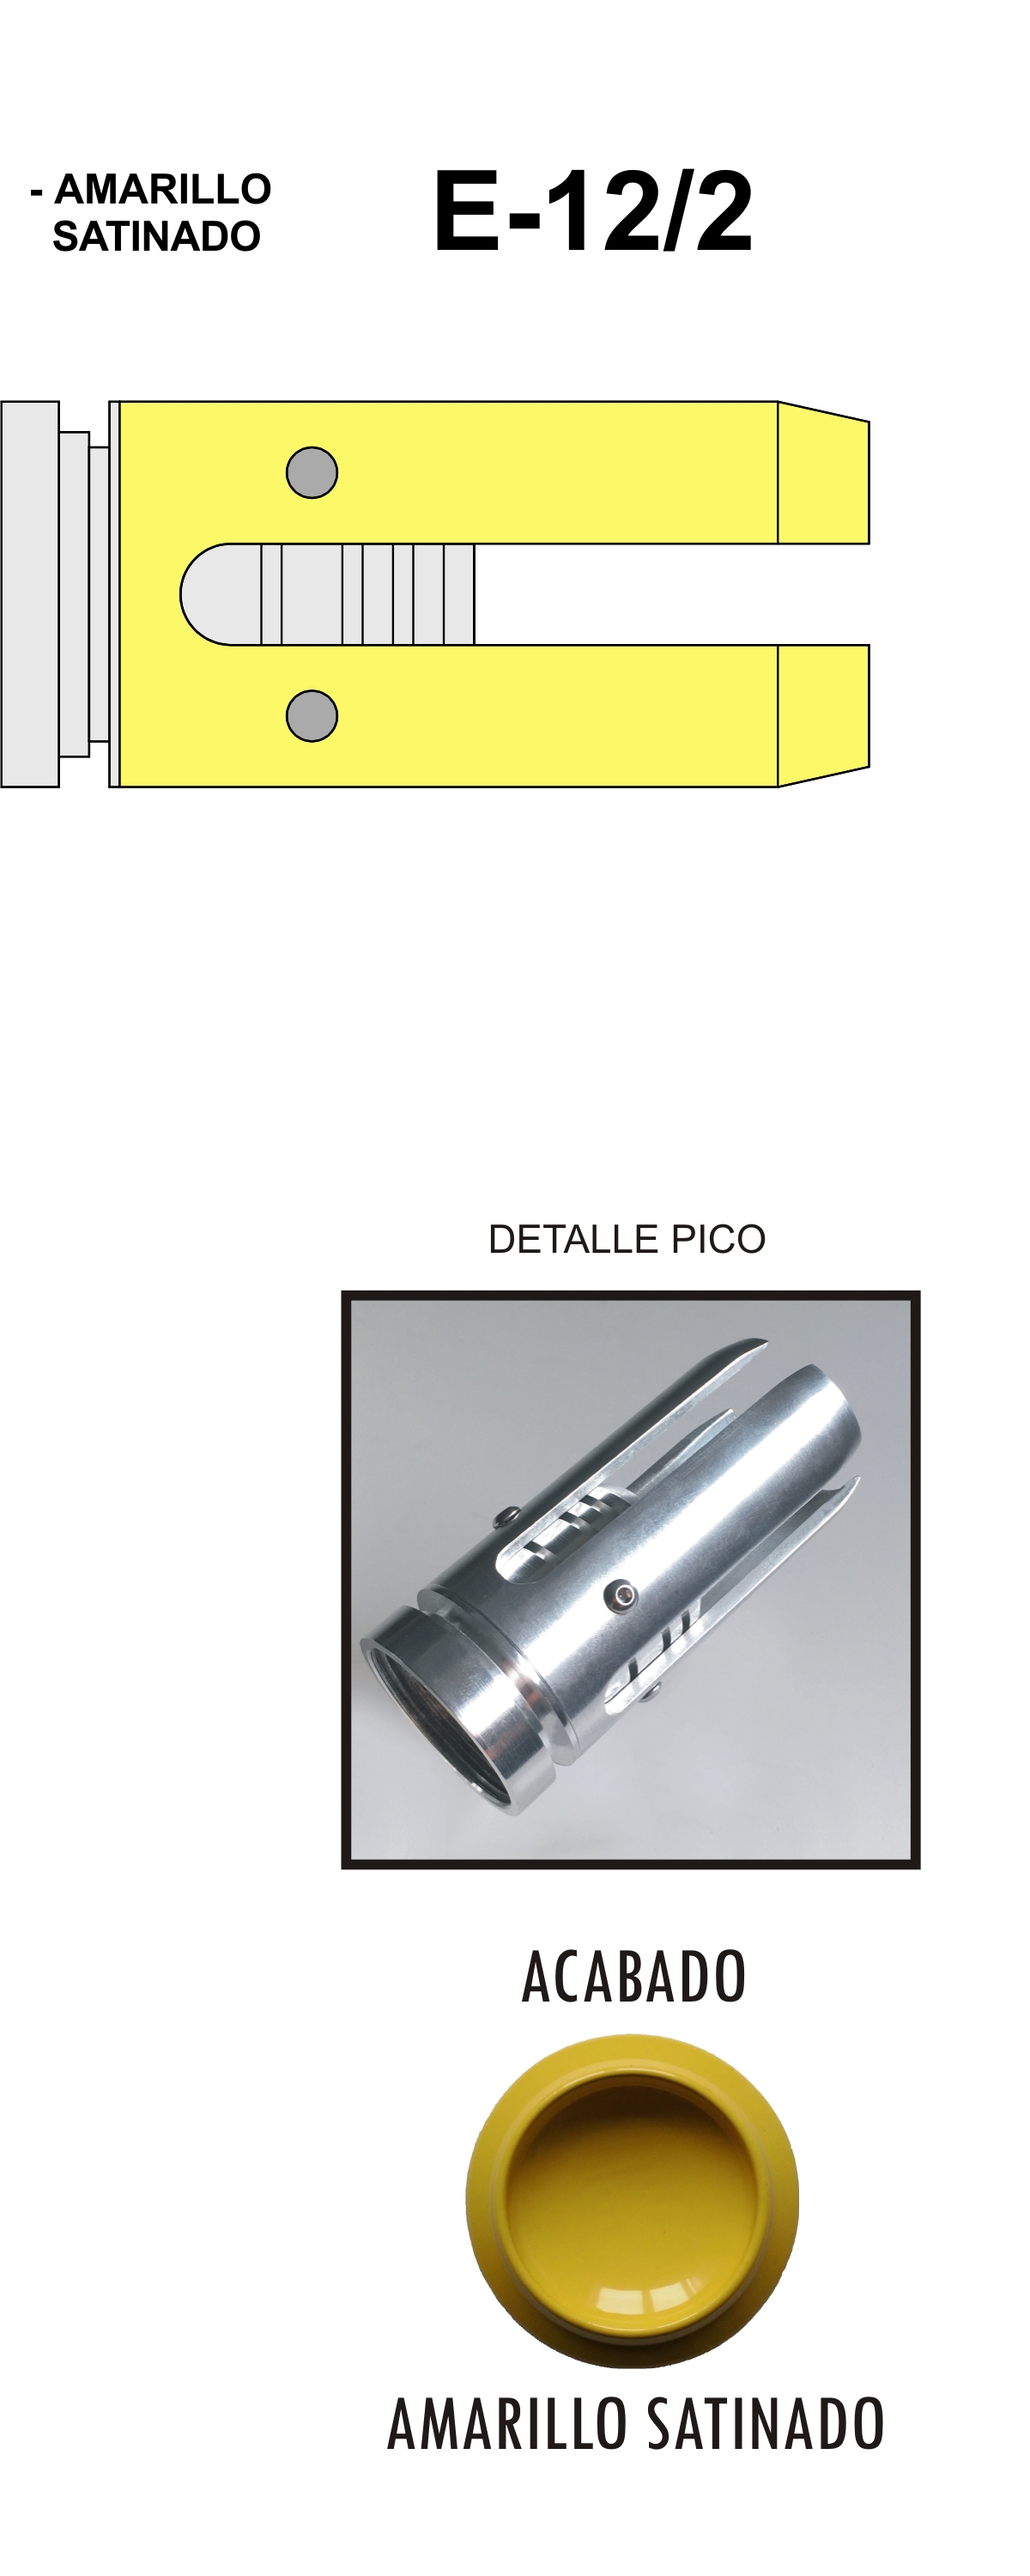 - AMARILLO
SATINADO
E-12/2
DETALLE PICO
ACABADO
AMARILLO SATINADO